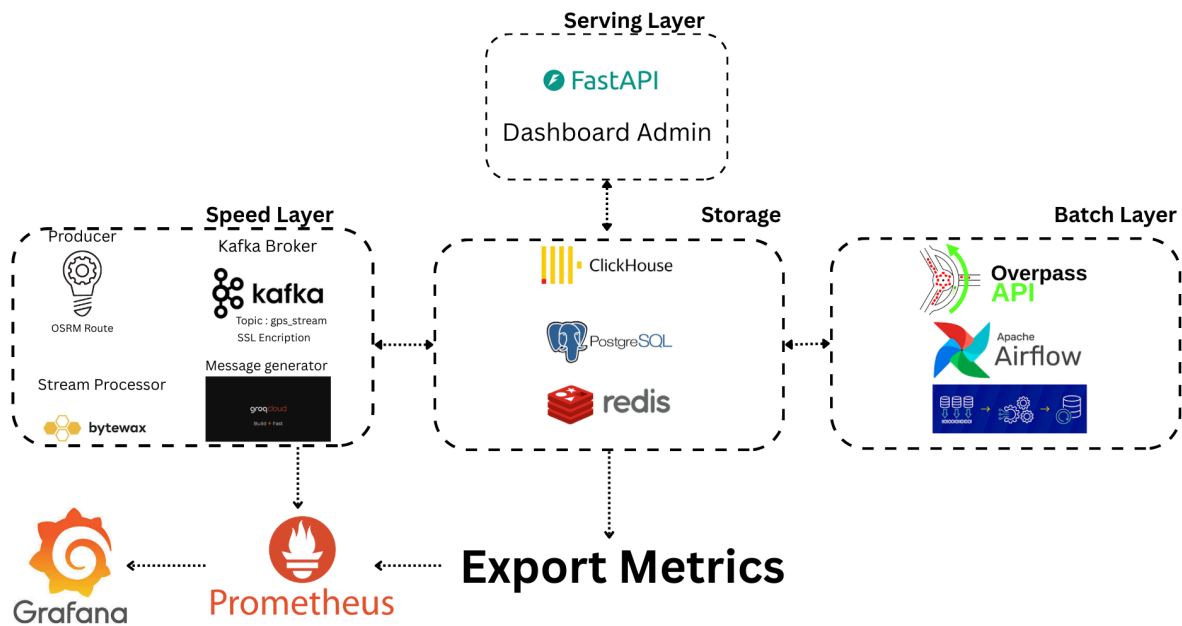 Serving Layer
FastAPI
Dashboard Admin
Speed Layer
Producer
OSRM Route
Kafka Broker
kafka
Topic : gps_stream
SSL Encription
Stream Processor
bytewax
Message generator
groqcloud
Build Fast
Storage
ClickHouse
PostgreSQL
redis
Batch Layer
Overpass
API
Apache
Airflow
Export Metrics
Prometheus
Grafana